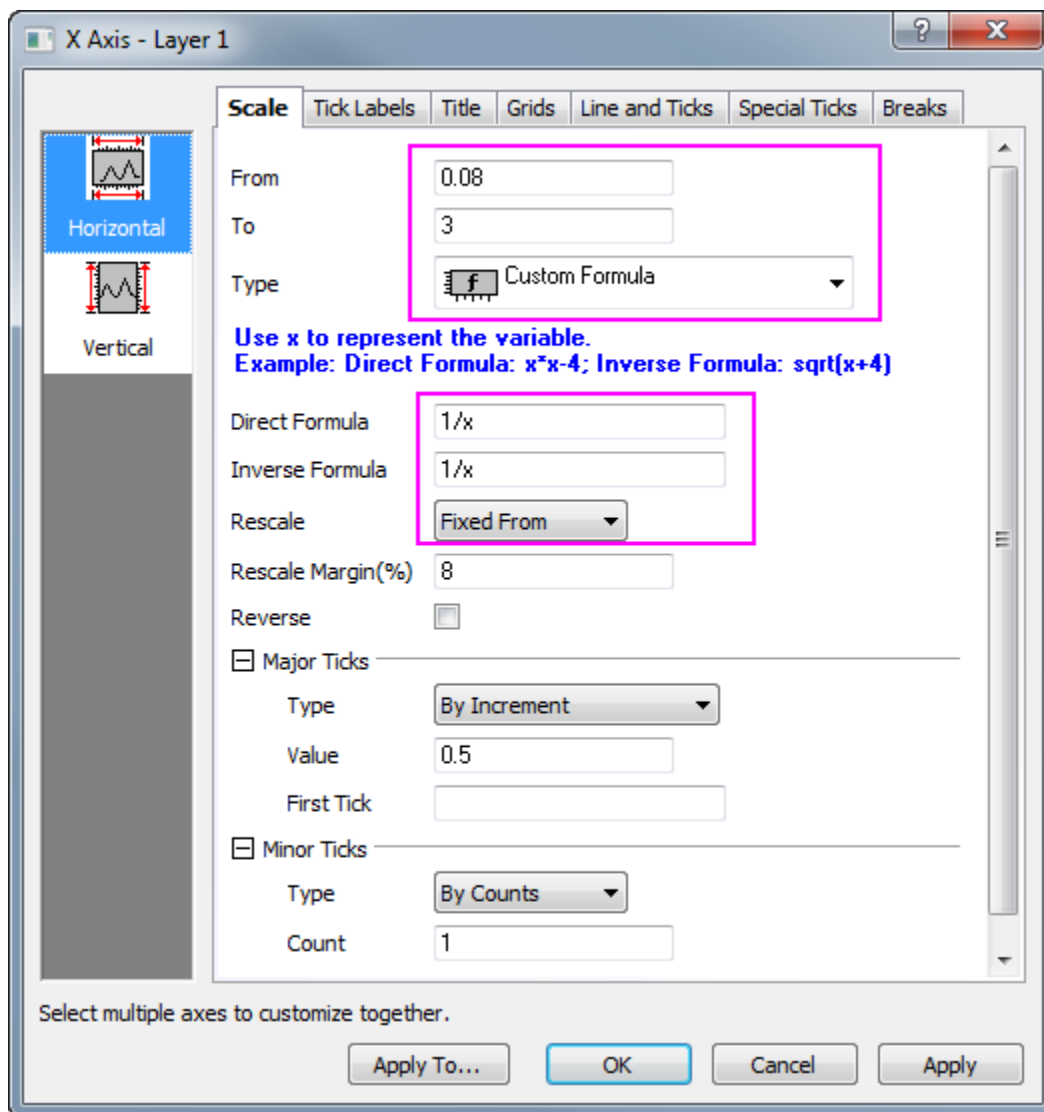 X Axis - Layer 1
Scale Tick Labels Title Grids Line and Ticks Special Ticks Breaks
Horizontal
Vertical
From 0.08
To 3
Type f Custom Formula
Use x to represent the variable.
Example: Direct Formula: x*x-4; Inverse Formula: sqrt(x+4)
Direct Formula 1/x
Inverse Formula 1/x
Rescale Fixed From
Rescale Margin(%) 8
Reverse
Major Ticks
Type By Increment
Value 0.5
First Tick
Minor Ticks
Type By Counts
Count 1
Select multiple axes to customize together.
Apply To... OK Cancel Apply